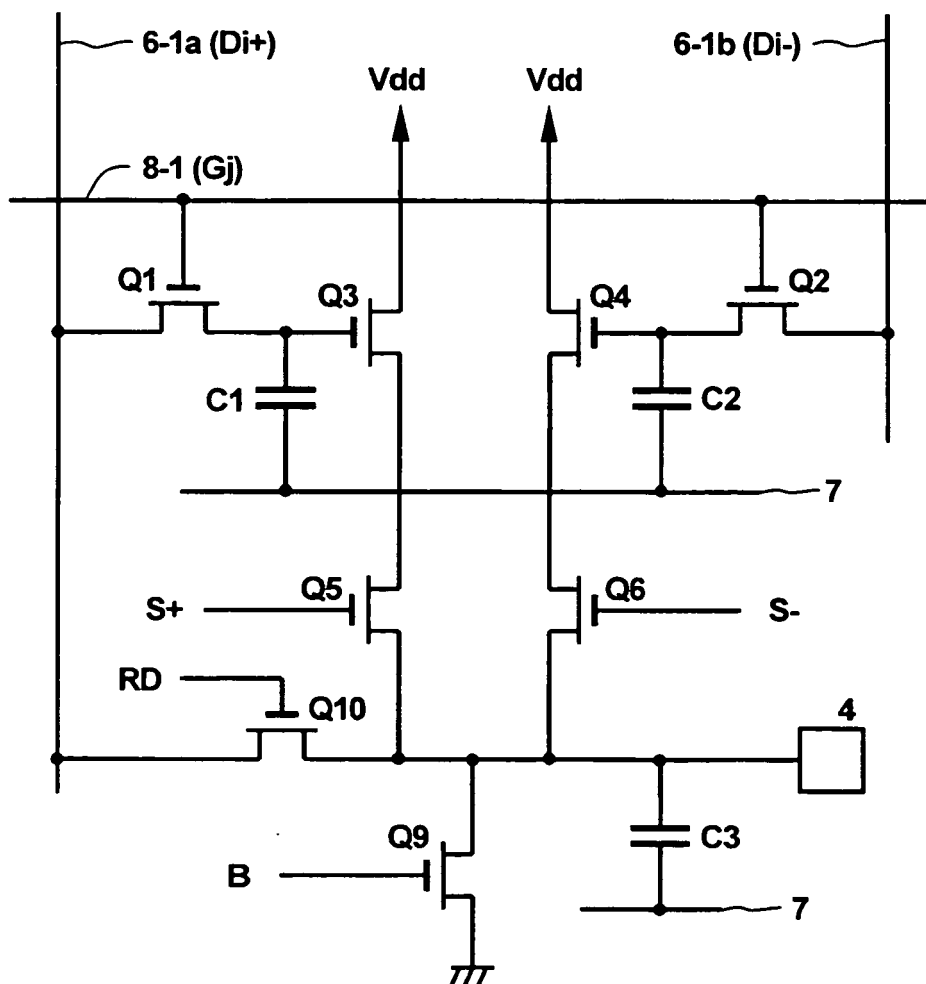 6-1a (Di+)
6-1b (Di-)
Vdd
Vdd
8-1 (Gj)
Q1
Q3
Q4
Q2
C1
C2
7
S+
Q5
Q6
S-
RD
Q10
4
Q9
C3
B
7